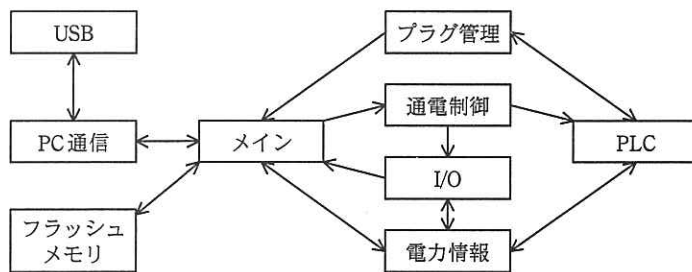 USB
プラグ管理
通電制御
PC通信
メイン
PLC
I/O
フラッシュ
メモリ
電力情報